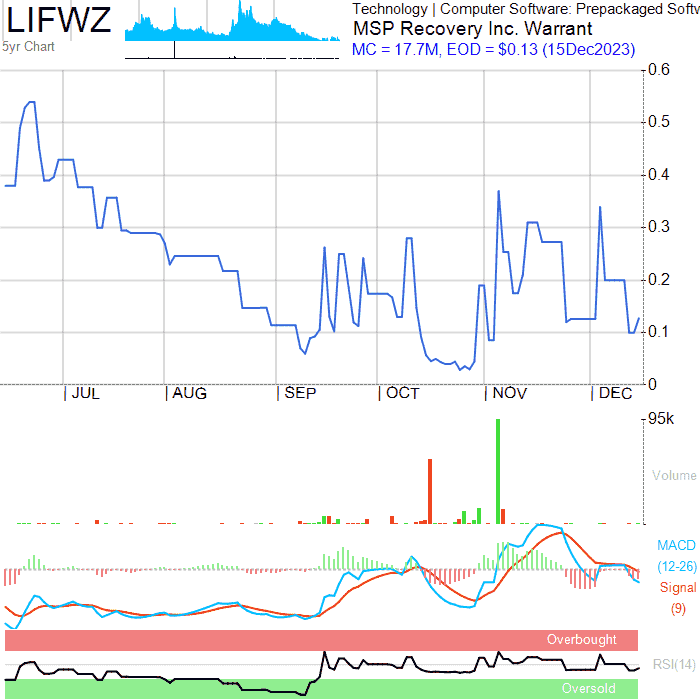 LIFWZ
5yr Chart
Technology | Computer Software: Prepackaged Softw
MSP Recovery Inc. Warrant
MC = 17.7M, EOD = $0.13 (15Dec2023)
0.6
0.5
0.4
0.3
0.2
0.1
0
| JUL | AUG | SEP | OCT | NOV | DEC
95k
Volume
MACD
(12-26)
Signal
(9)
Overbought
RSI(14)
Oversold